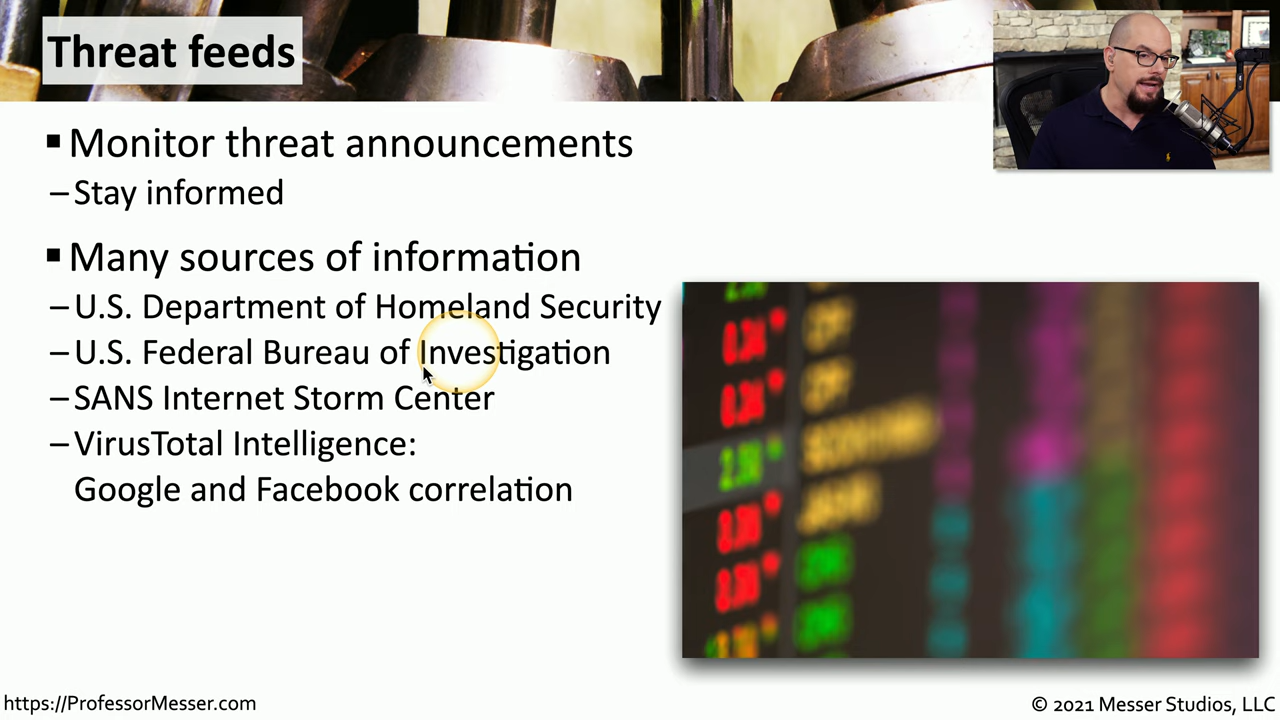 Threat feeds
▪ Monitor threat announcements
– Stay informed
▪ Many sources of information
– U.S. Department of Homeland Security
– U.S. Federal Bureau of Investigation
– SANS Internet Storm Center
– VirusTotal Intelligence:
Google and Facebook correlation
https://ProfessorMesser.com
© 2021 Messer Studios, LLC